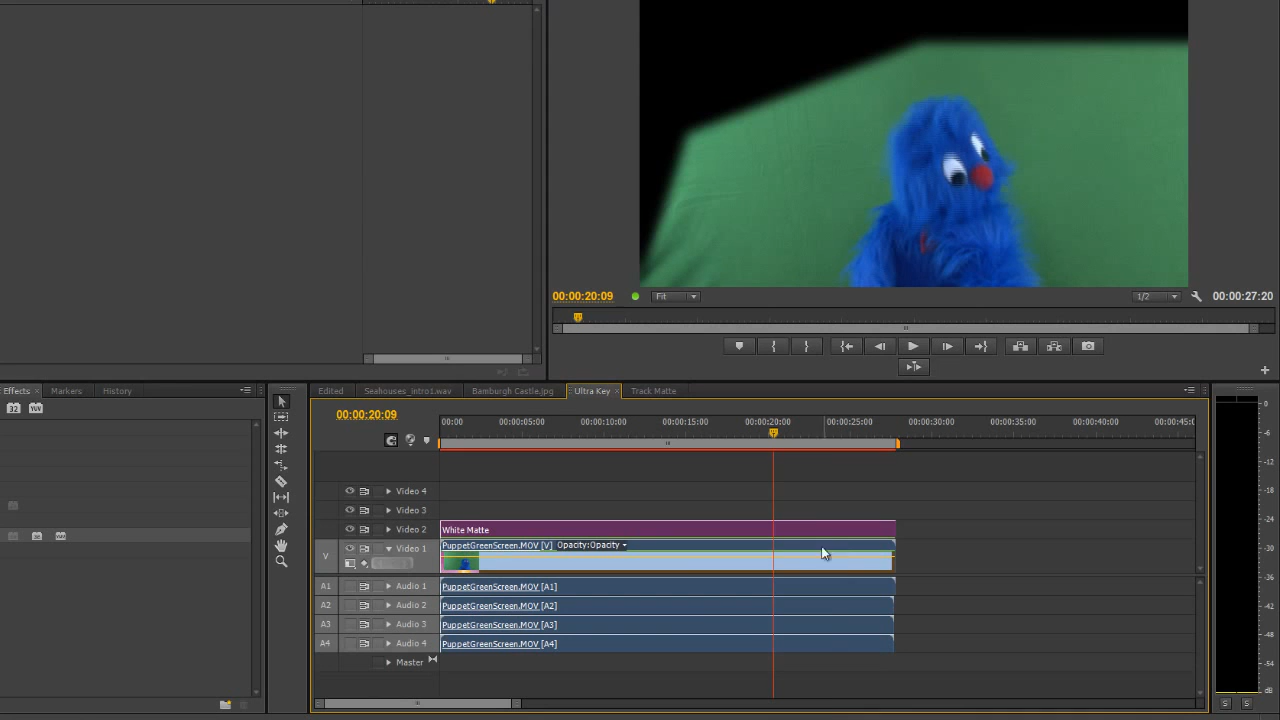 00:00:20:09 Fit 1/2 00:00:27:20
Effects × Markers History
32 YUV
Edited Seahouses_intro1.wav Bamburgh Castle.jpg Ultra Key × Track Matte
00:00:20:09
00:00 00:00:05:00 00:00:10:00 00:00:15:00 00:00:20:00 00:00:25:00 00:00:30:00 00:00:35:00 00:00:40:00 00:00:45:0
Video 4
Video 3
Video 2 White Matte
V Video 1 PuppetGreenScreen.MOV [V] Opacity:Opacity
A1 Audio 1 PuppetGreenScreen.MOV [A1]
A2 Audio 2 PuppetGreenScreen.MOV [A2]
A3 Audio 3 PuppetGreenScreen.MOV [A3]
A4 Audio 4 PuppetGreenScreen.MOV [A4]
Master
0
-6
-12
-18
-24
-30
-36
-42
-48
-54
dB
S S